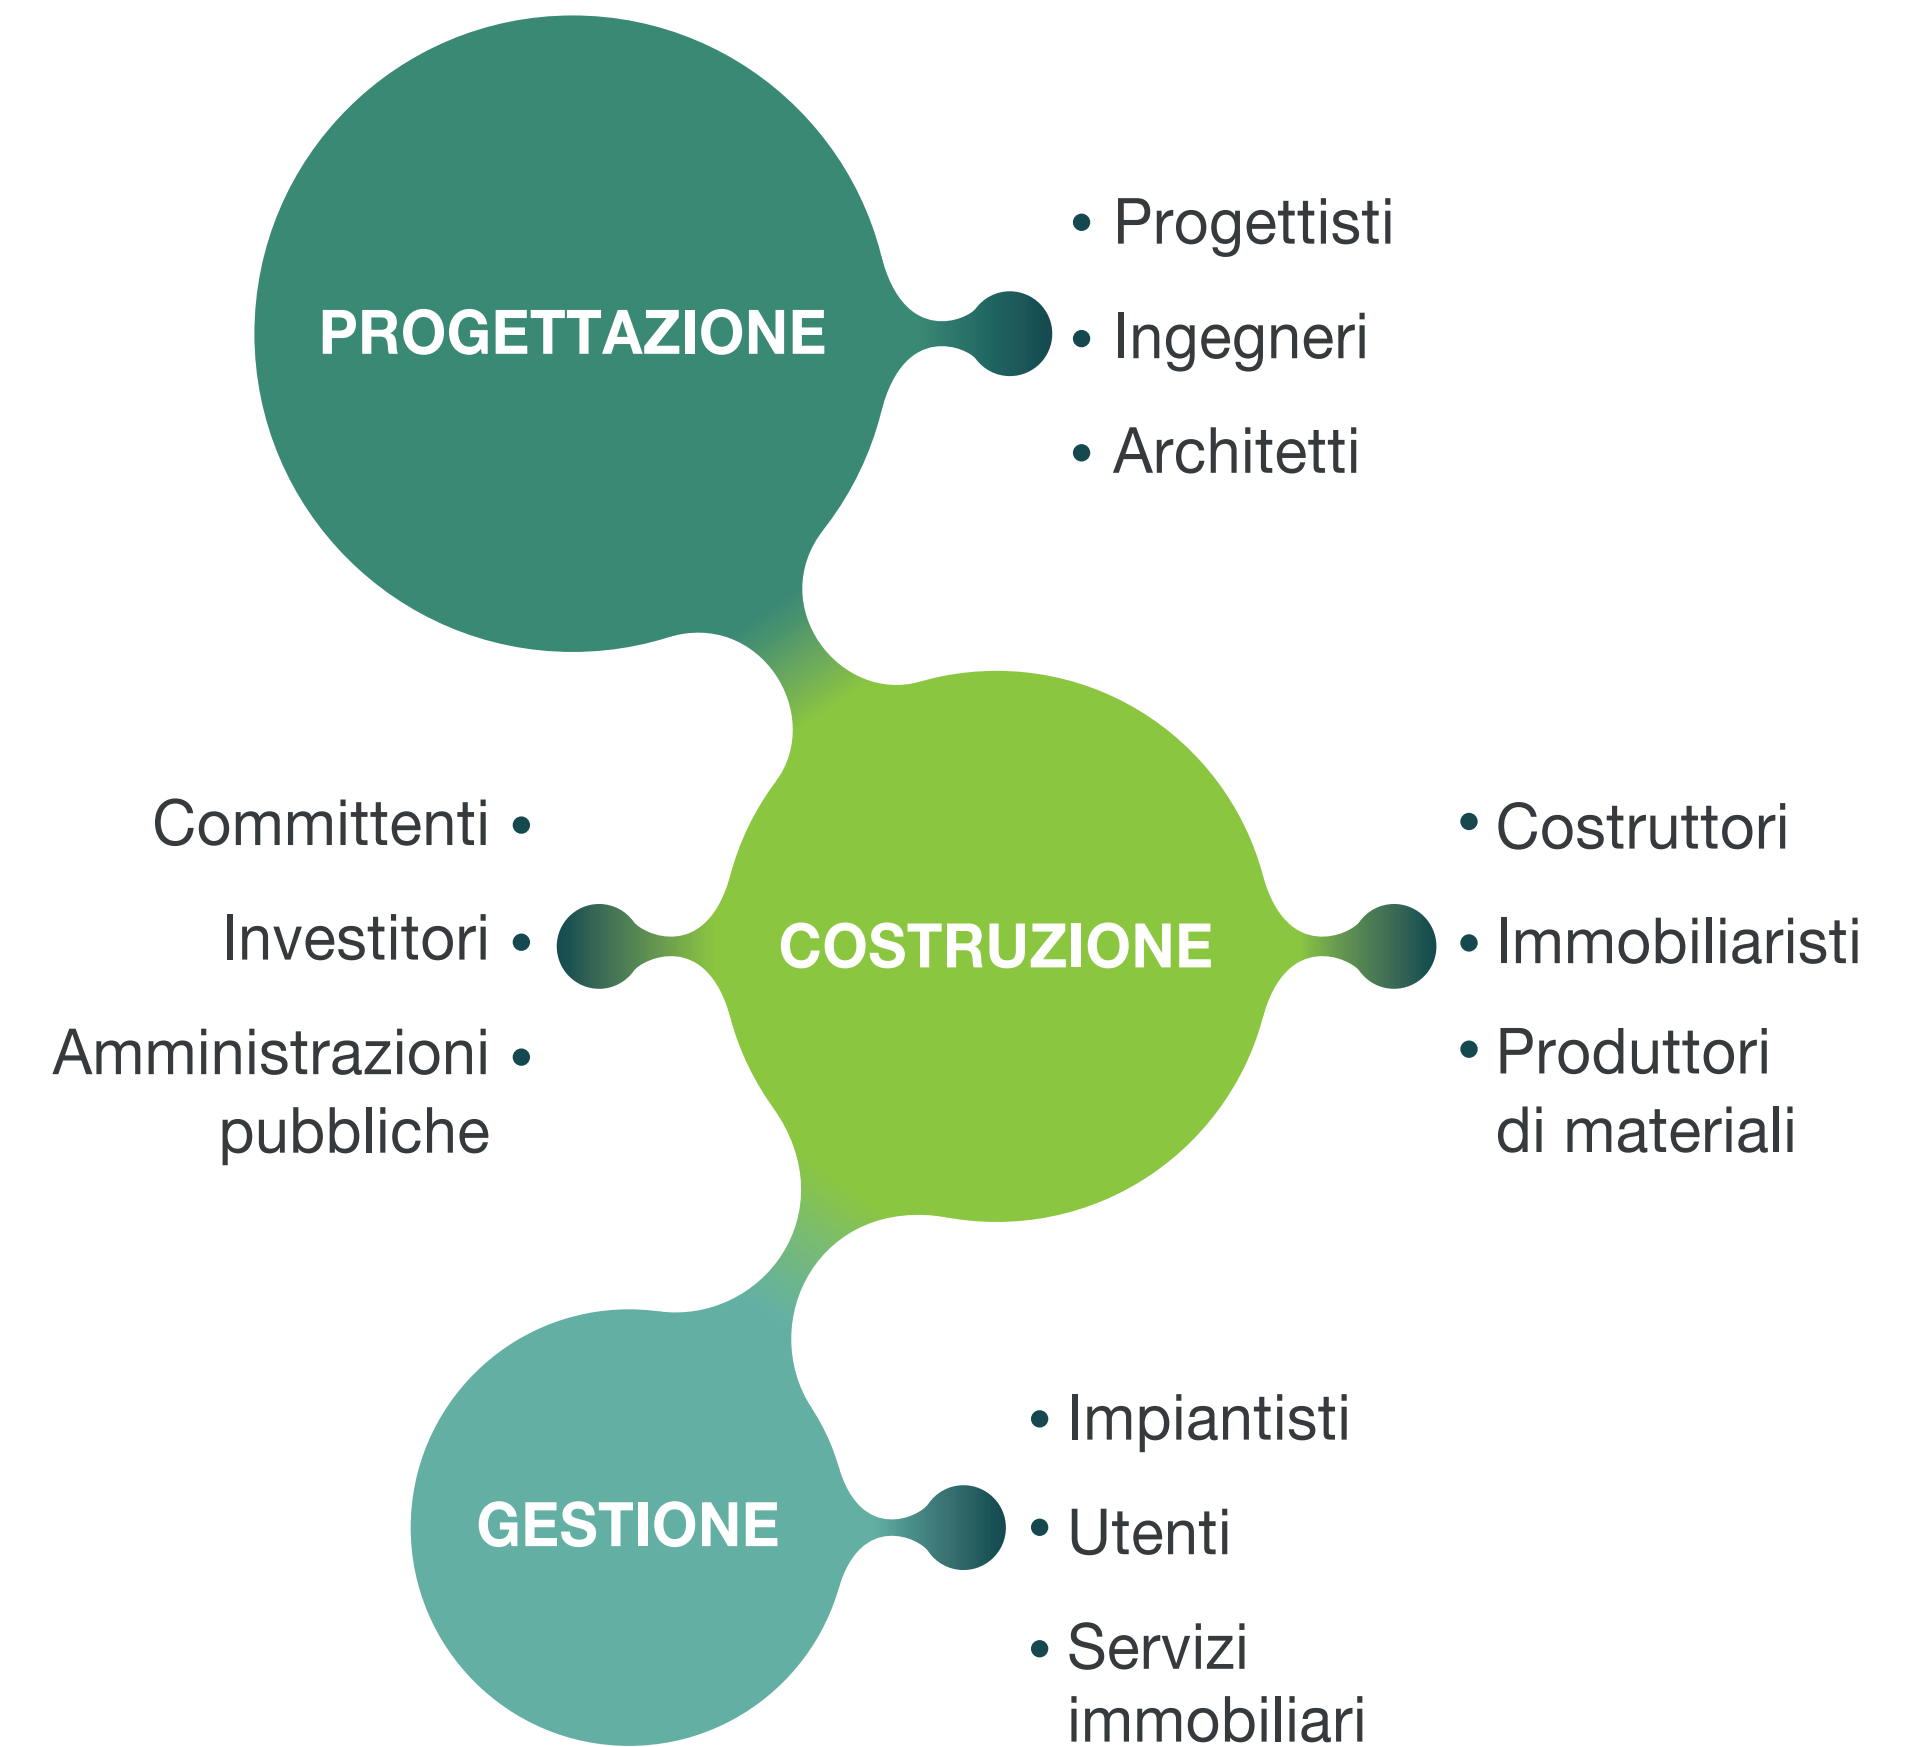 PROGETTAZIONE
• Progettisti
• Ingegneri
• Architetti
Committenti •
Investitori •
Amministrazioni •
pubbliche
COSTRUZIONE
• Costruttori
• Immobiliaristi
• Produttori
di materiali
GESTIONE
• Impiantisti
• Utenti
• Servizi
immobiliari